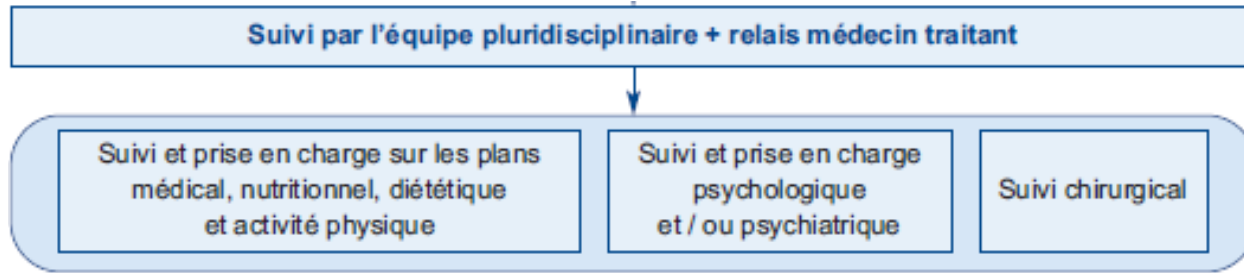 Suivi par l'équipe pluridisciplinaire + relais médecin traitant
Suivi et prise en charge sur les plans
médical, nutritionnel, diététique
et activité physique
Suivi et prise en charge
psychologique
et / ou psychiatrique
Suivi chirurgical